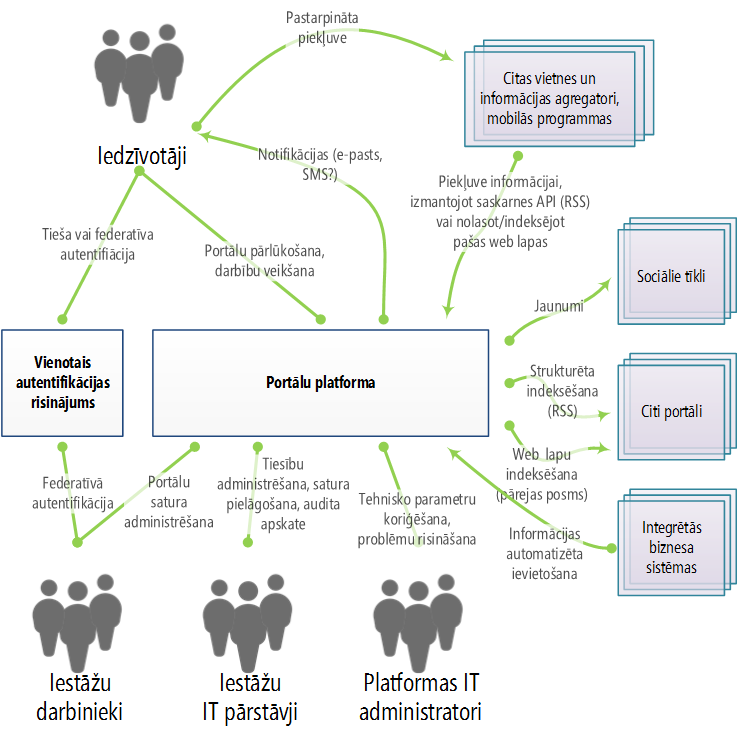 Pastarpināta
piekļuve
Citas vietnes un
informācijas agregatori,
mobilās programmas
Iedzīvotāji
Notifikācijas (e-pasts,
SMS?)
Piekļuve informācijai,
izmantojot saskarnes API (RSS)
vai nolasot/indeksējot
pašas web lapas
Tieša vai federatīva
autentifiācija
Portālu pārlūkošana,
darbību veikšana
Sociālie tīkli
Jaunumi
Vienotais
autentifikācijas
risinājums
Portālu platforma
Strukturēta
indeksēšana
(RSS)
Citi portāli
Web lapu
indeksēšana
(pārejas posms)
Federatīvā
autentifikācija
Portālu
satura
administrēšana
Tiesību
administrēšana, satura
pielāgošana, audita
apskate
Tehnisko parametru
koriģēšana,
problēmu risināšana
Informācijas
automatizēta
ievietošana
Integrētās
biznesa
sistēmas
Iestāžu
darbinieki
Iestāžu
IT pārstāvji
Platformas IT
administratori